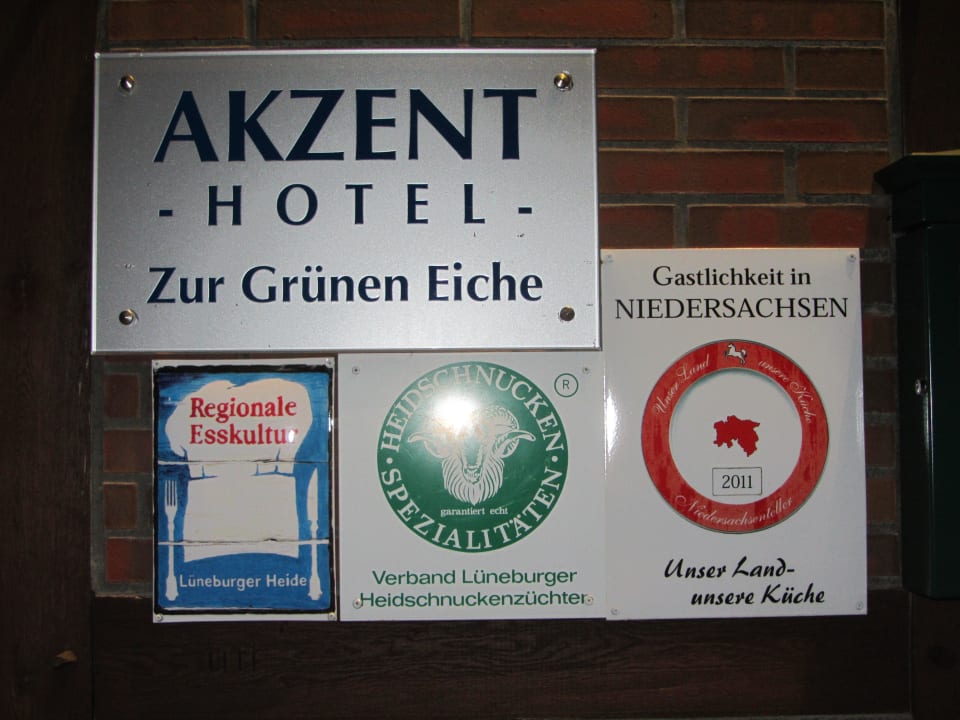 AKZENT
- HOTEL -
Zur Grünen Eiche
Regionale
Esskultur
Lüneburger Heide
HEIDSCHNUCKEN
· SPEZIALITÄTEN ·
®
garantiert echt
Verband Lüneburger
Heidschnuckenzüchter
Gastlichkeit in
NIEDERSACHSEN
Unser Land unsere Küche
2011
Niedersachsenteller
Unser Land-
unsere Küche